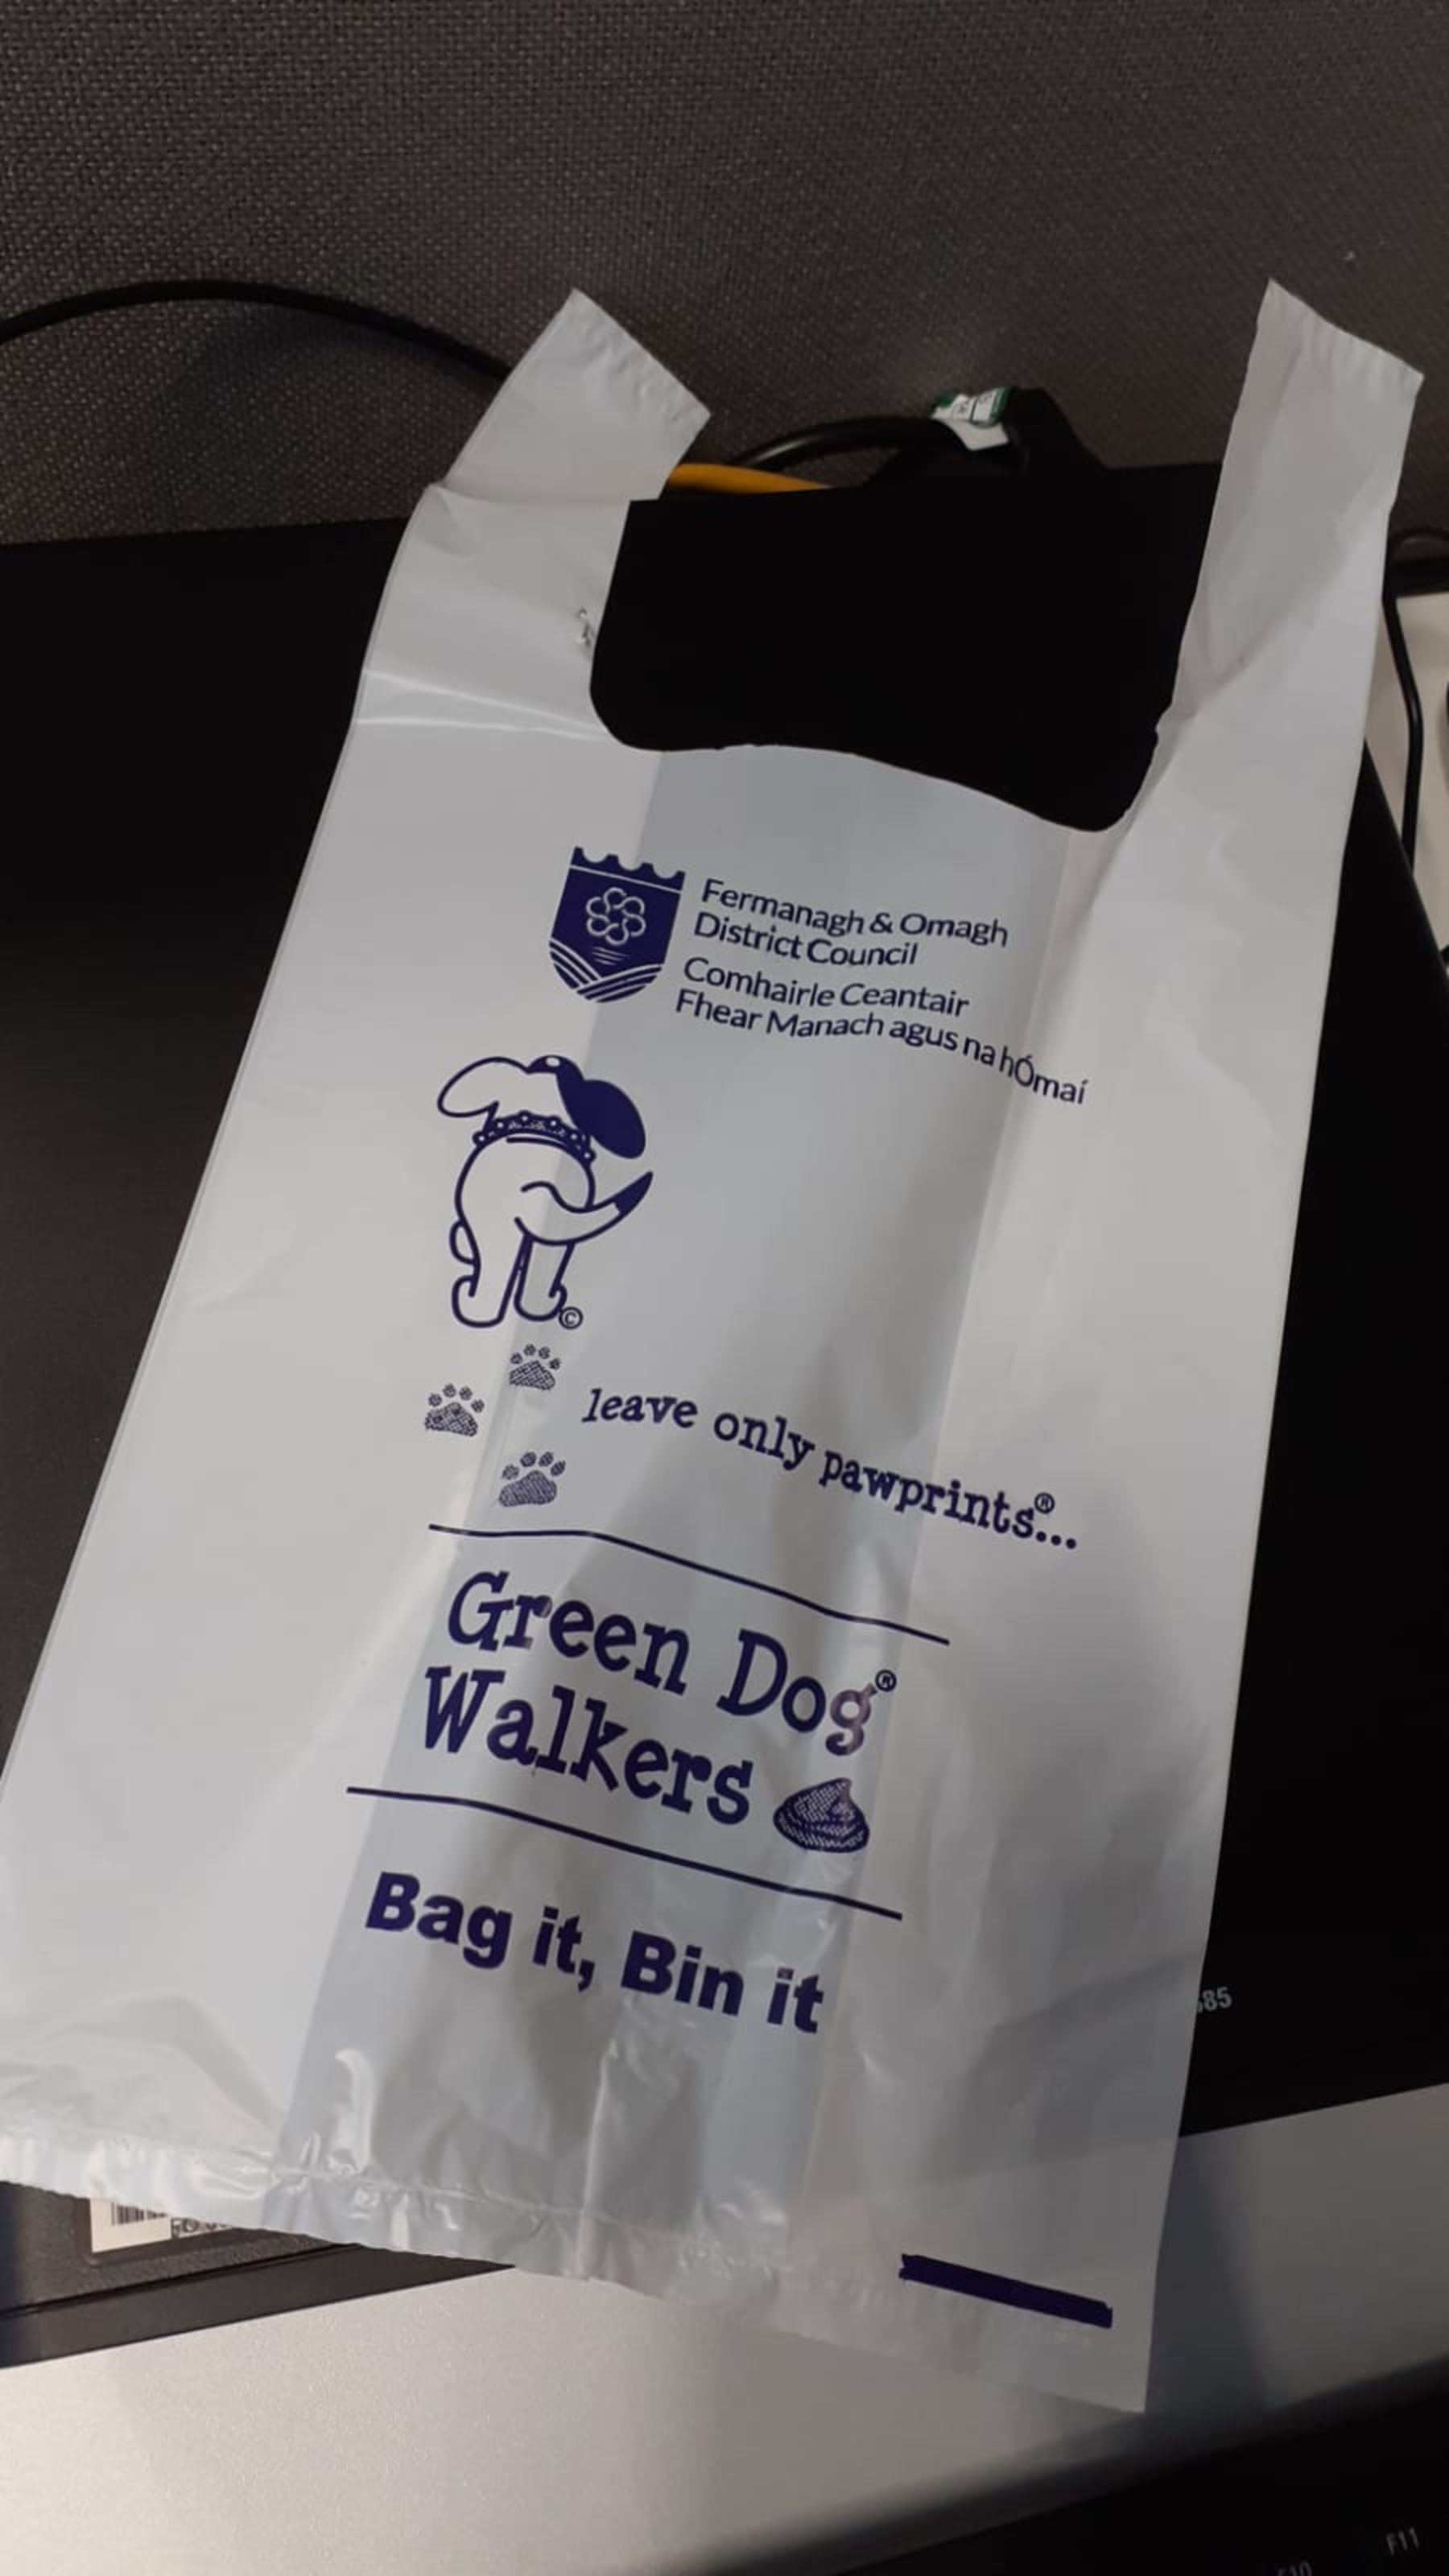 Fermanagh & Omagh
District Council
Comhairle Ceantair
Fhear Manach agus na hÓmaí
©
leave only pawprints®...
Green Dog®
Walkers
Bag it, Bin it
F11